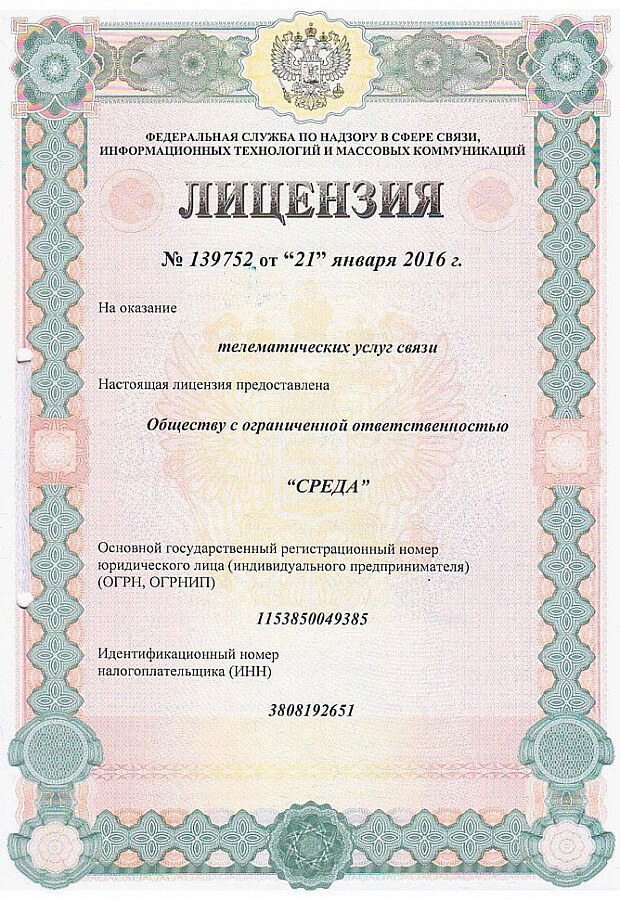 ФЕДЕРАЛЬНАЯ СЛУЖБА ПО НАДЗОРУ В СФЕРЕ СВЯЗИ,
ИНФОРМАЦИОННЫХ ТЕХНОЛОГИЙ И МАССОВЫХ КОММУНИКАЦИЙ
ЛИЦЕНЗИЯ
№ 139752 от “21” января 2016 г.
На оказание
телематических услуг связи
Настоящая лицензия предоставлена
Обществу с ограниченной ответственностью
“СРЕДА”
Основной государственный регистрационный номер
юридического лица (индивидуального предпринимателя)
(ОГРН, ОГРНИП)
1153850049385
Идентификационный номер
налогоплательщика (ИНН)
3808192651